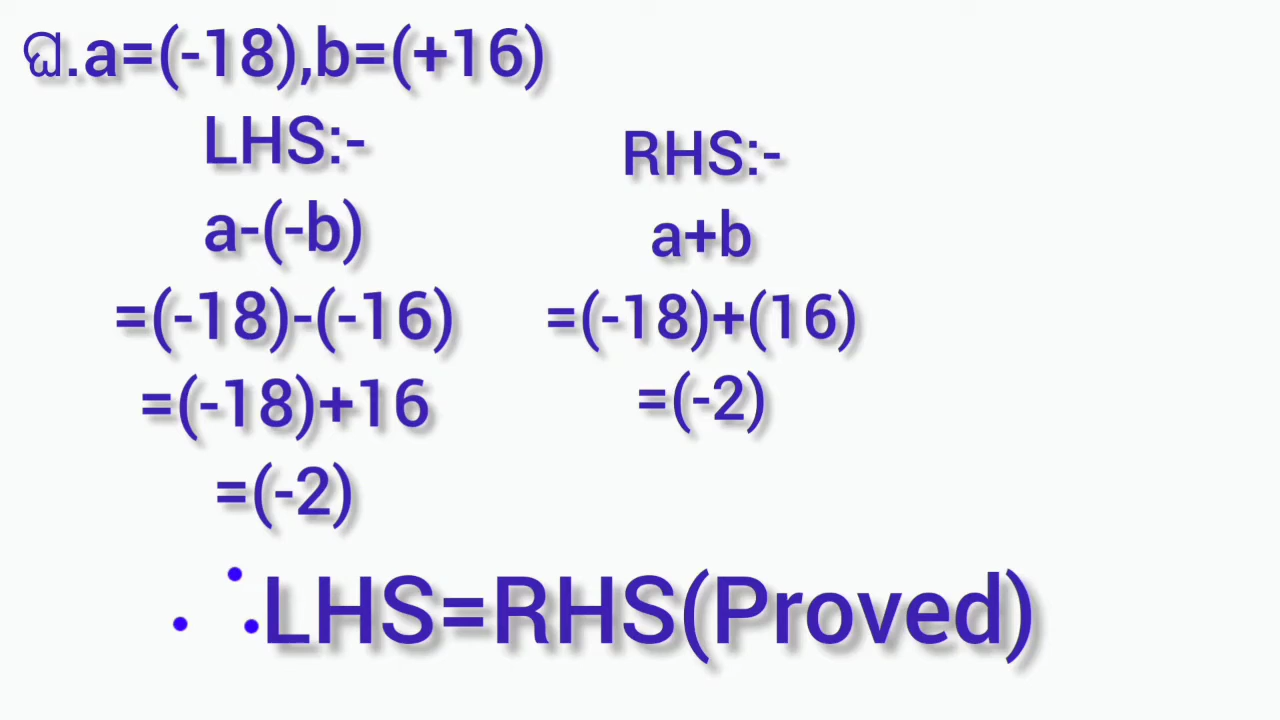 ଘ.a=(-18),b=(+16)
LHS:-
a-(-b)
=(-18)-(-16)
=(-18)+16
=(-2)
RHS:-
a+b
=(-18)+(16)
=(-2)
∴LHS=RHS(Proved)